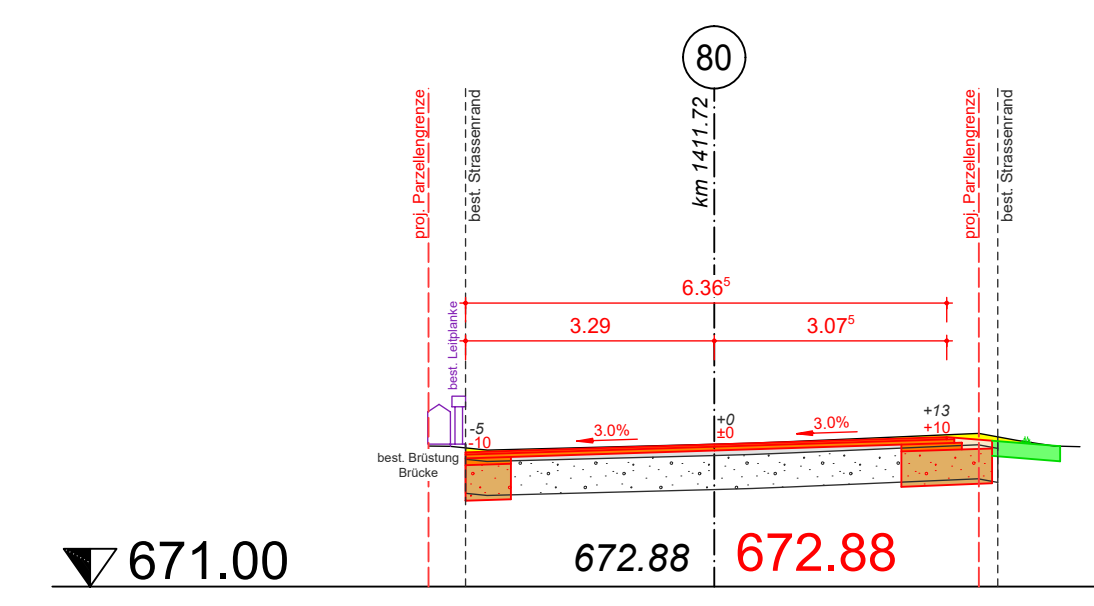 80
proj. Parzellengrenze
best. Strassenrand
km 1411.72
proj. Parzellengrenze
best. Strassenrand
6.36⁵
3.29
3.07⁵
best. Leitplanke
-5
-10
3.0%
+0
±0
3.0%
+13
+10
best. Brüstung
Brücke
671.00
672.88
672.88